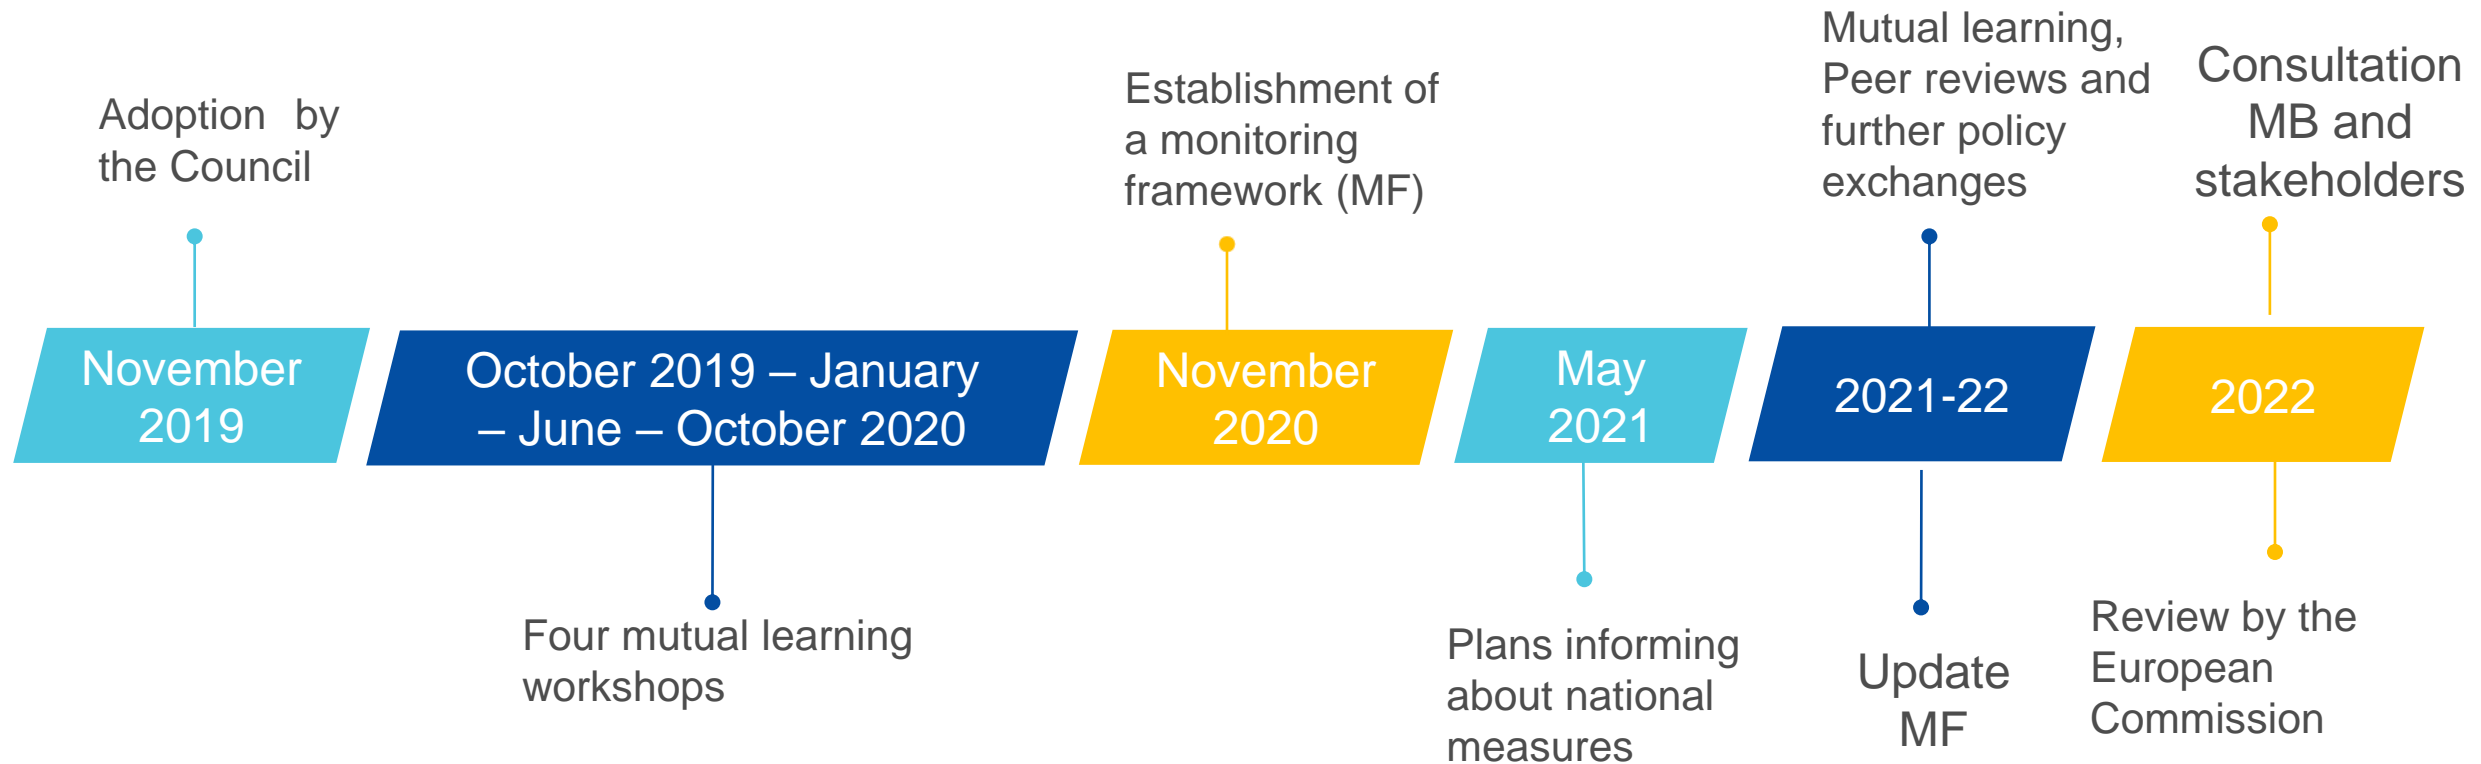 Adoption by
the Council
November
2019
October 2019 – January
– June – October 2020
Four mutual learning
workshops
Establishment of
a monitoring
framework (MF)
November
2020
May
2021
Plans informing
about national
measures
Mutual learning,
Peer reviews and
further policy
exchanges
2021-22
Update
MF
Consultation
MB and
stakeholders
2022
Review by the
European
Commission